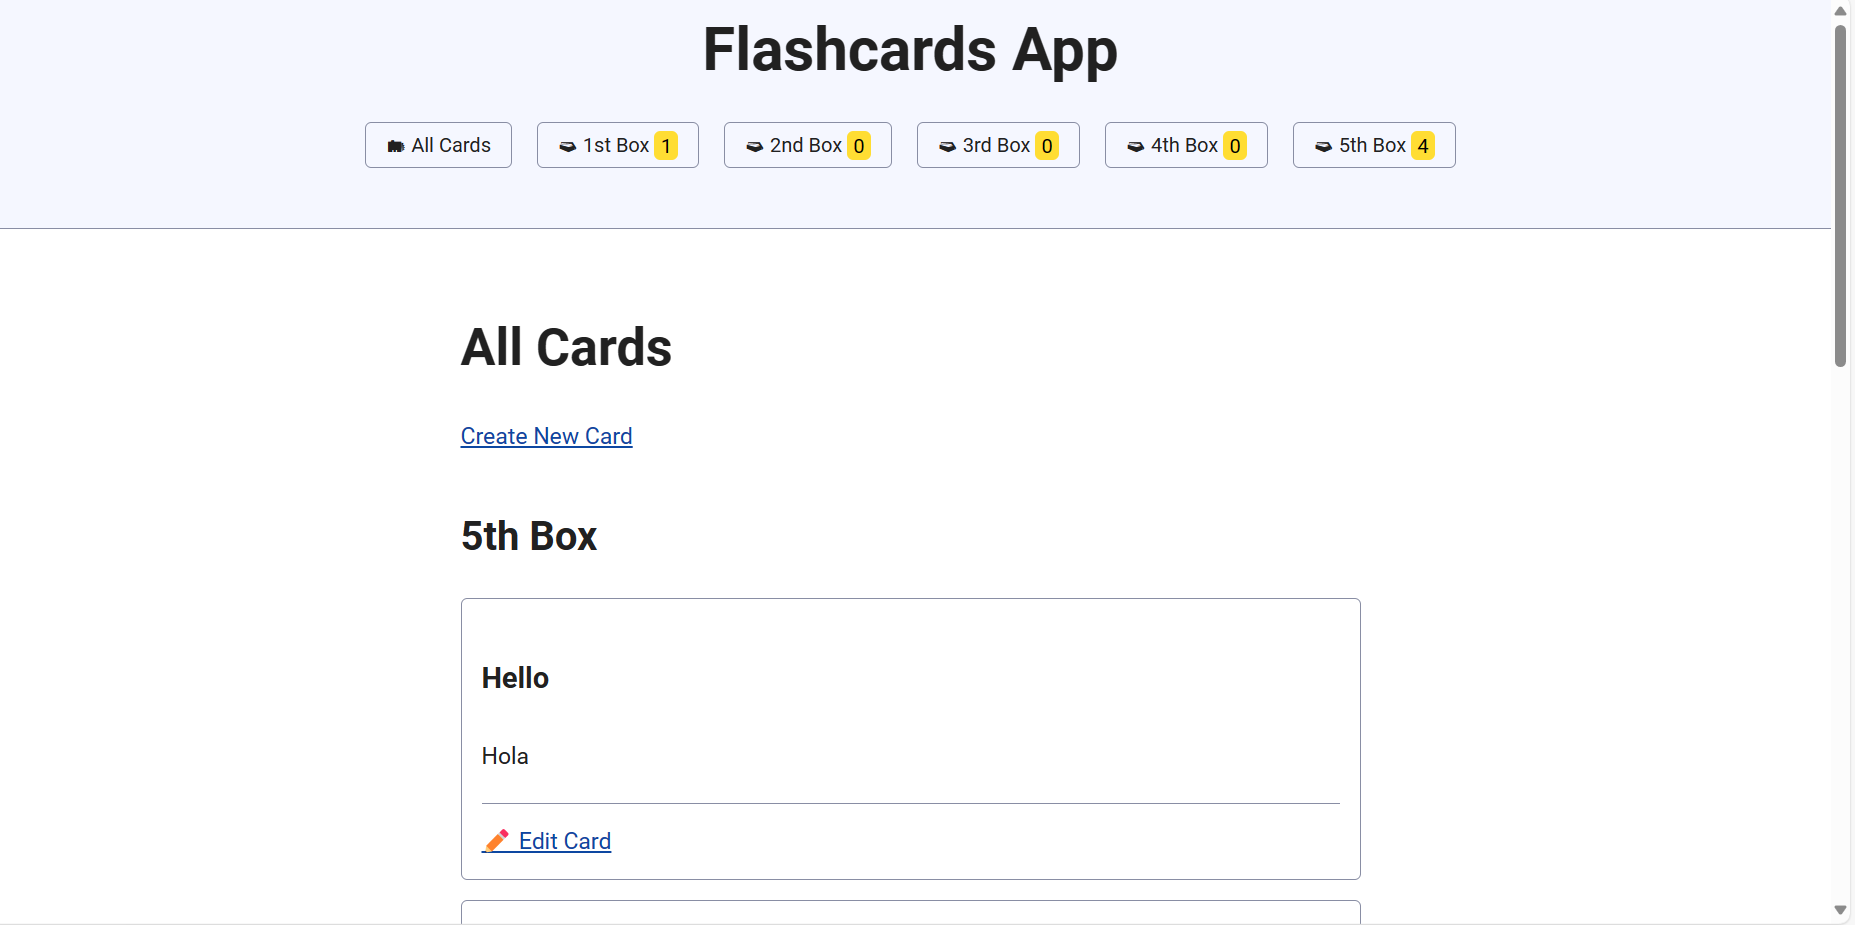 Flashcards App
All Cards 1st Box 1 2nd Box 0 3rd Box 0 4th Box 0 5th Box 4
All Cards
Create New Card
5th Box
Hello
Hola
Edit Card